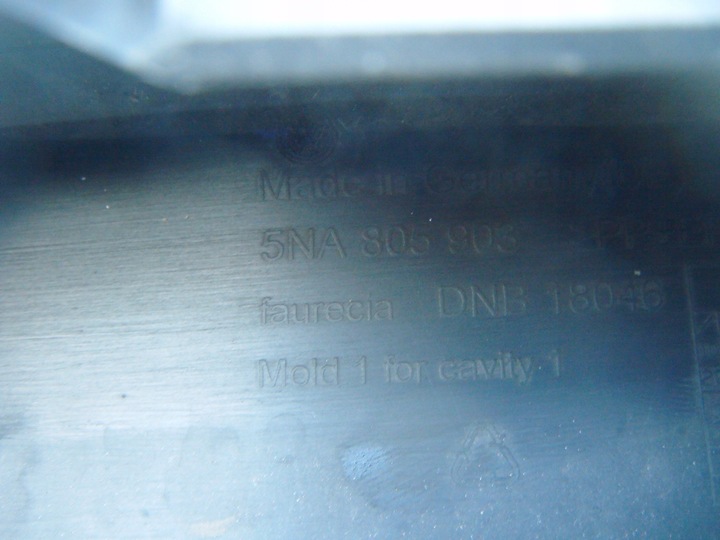 Made in Germany
5NA 805 903
faurecia DNB 18046
Mold 1 for cavity 1